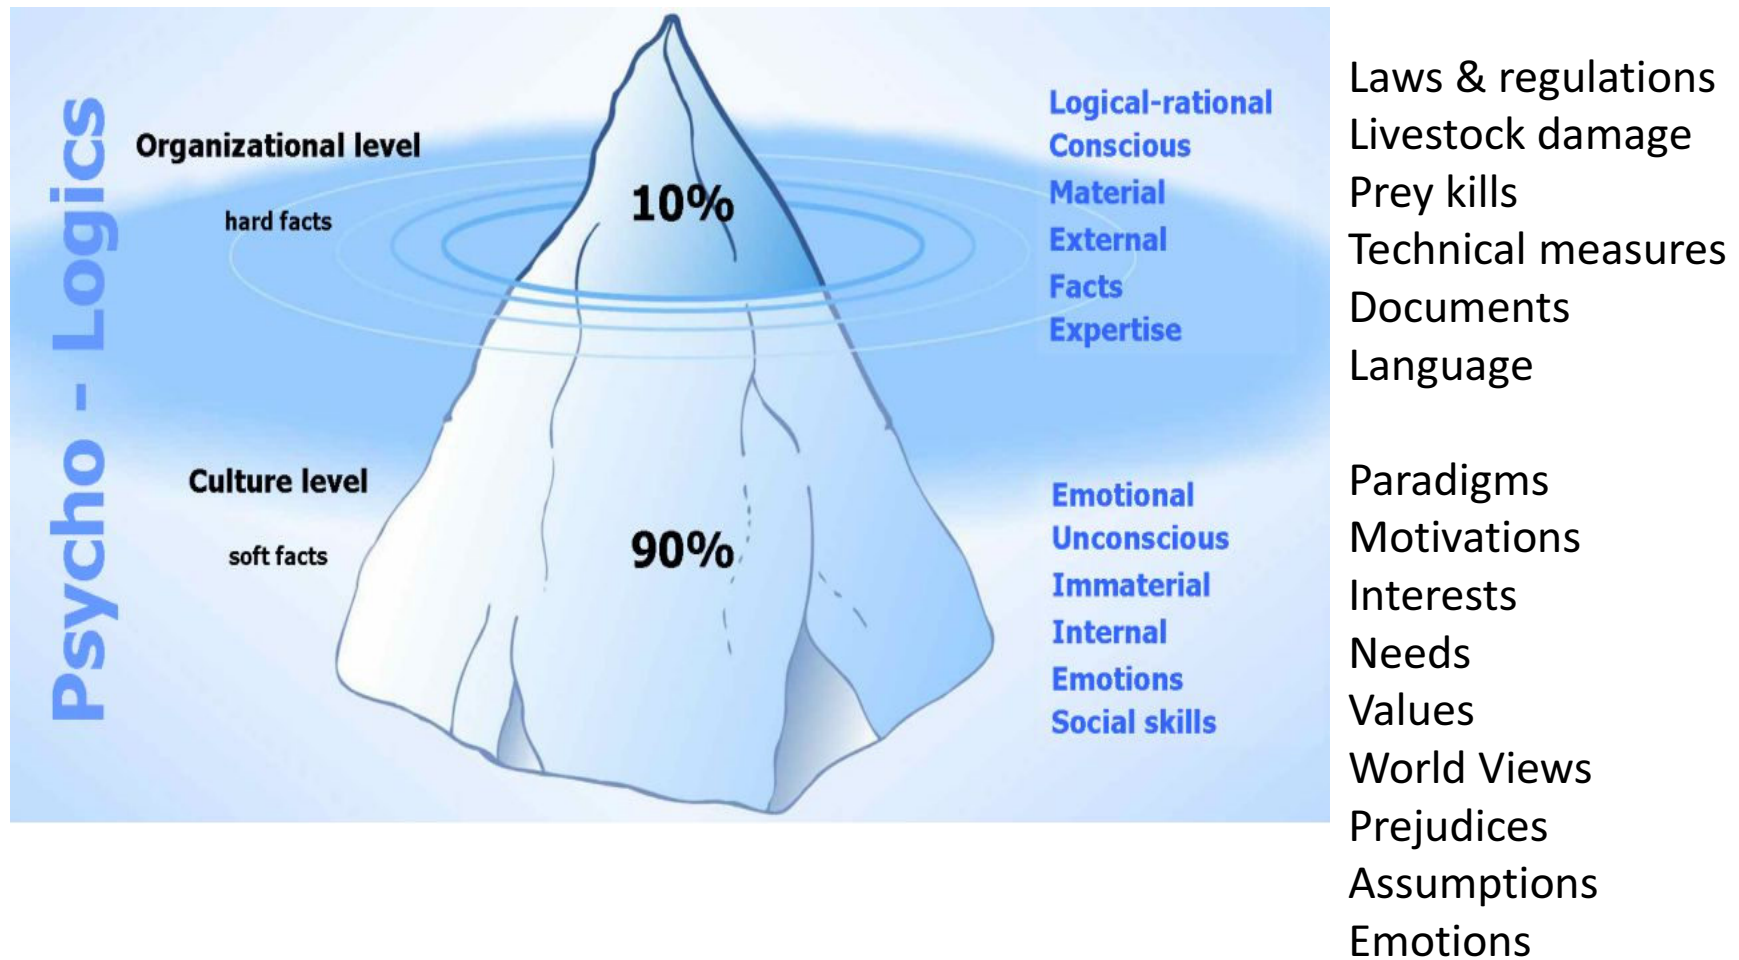 Psycho - Logics
Organizational level
hard facts
10%
Logical-rational
Conscious
Material
External
Facts
Expertise
Culture level
soft facts
90%
Emotional
Unconscious
Immaterial
Internal
Emotions
Social skills
Laws & regulations
Livestock damage
Prey kills
Technical measures
Documents
Language
Paradigms
Motivations
Interests
Needs
Values
World Views
Prejudices
Assumptions
Emotions